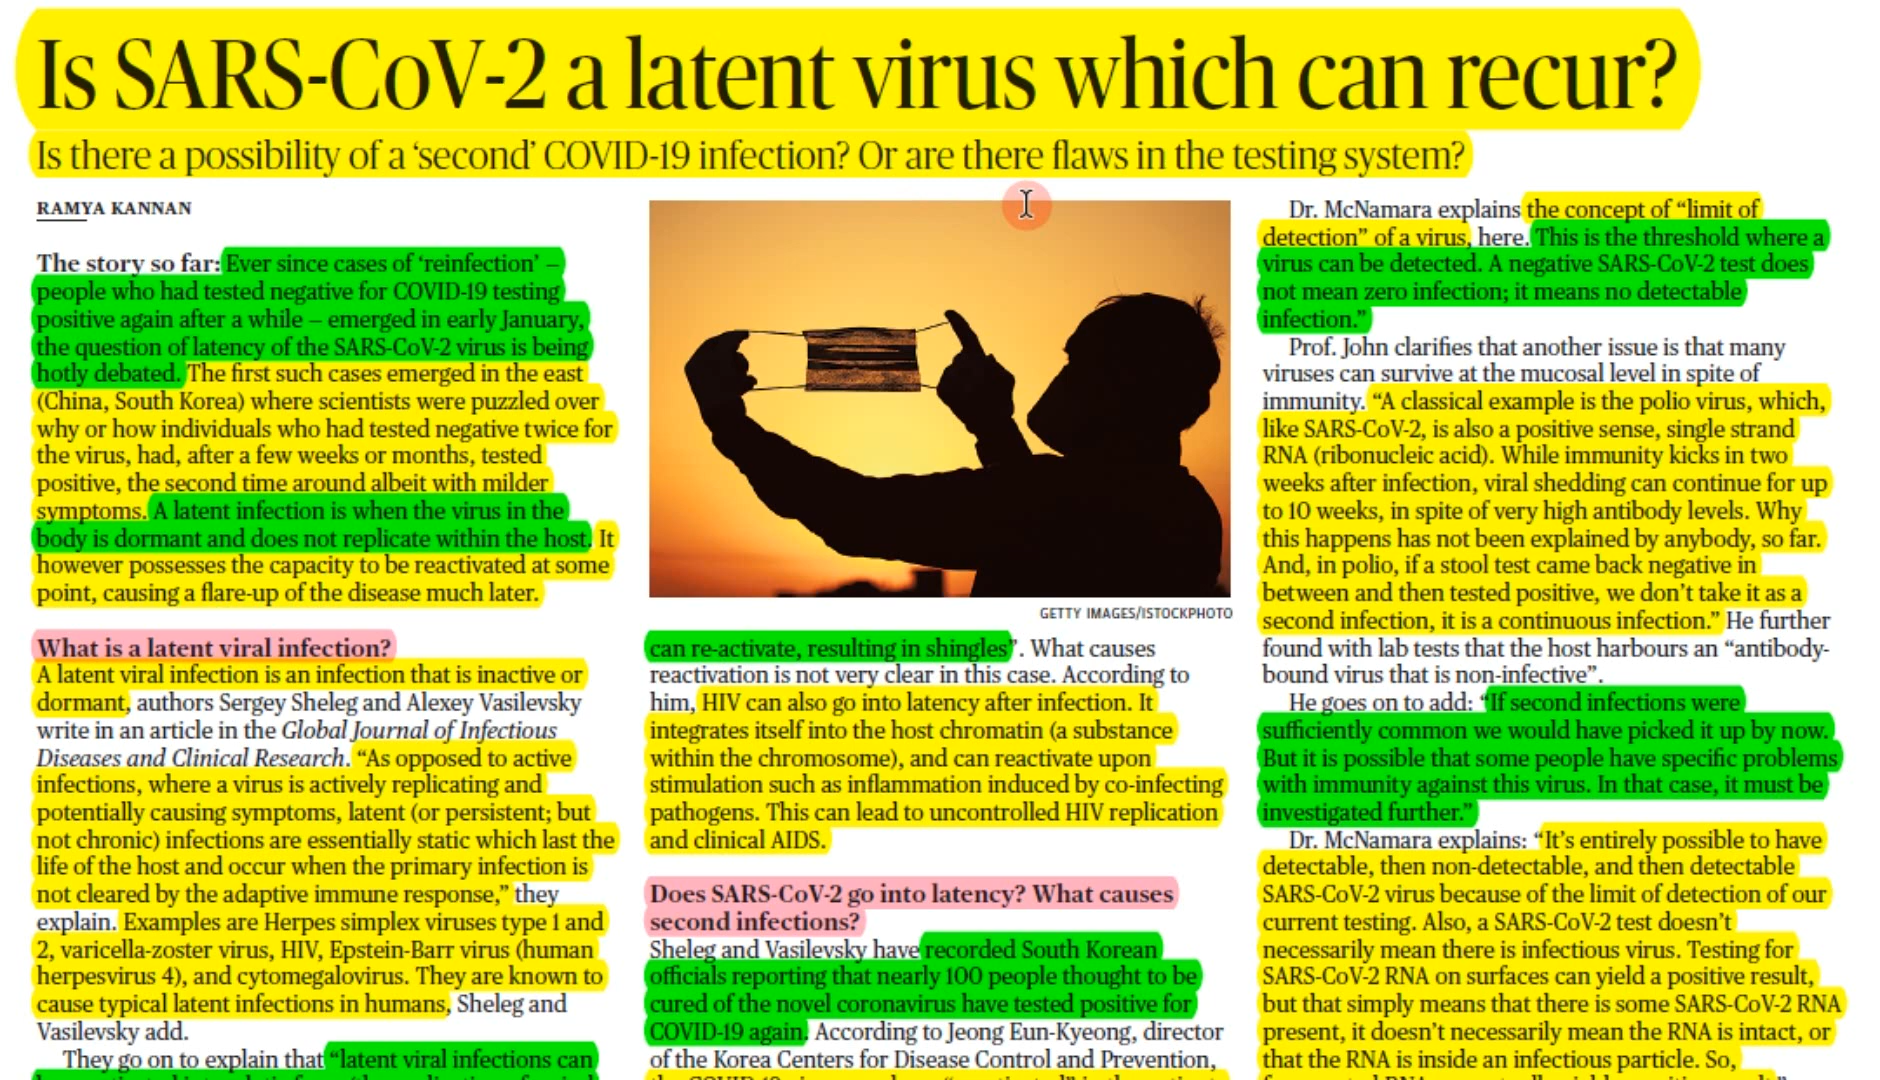 Is SARS-CoV-2 a latent virus which can recur?
Is there a possibility of a ‘second’ COVID-19 infection? Or are there flaws in the testing system?
RAMYA KANNAN
The story so far: Ever since cases of ‘reinfection’ –
people who had tested negative for COVID-19 testing
positive again after a while – emerged in early January,
the question of latency of the SARS-CoV-2 virus is being
hotly debated. The first such cases emerged in the east
(China, South Korea) where scientists were puzzled over
why or how individuals who had tested negative twice for
the virus, had, after a few weeks or months, tested
positive, the second time around albeit with milder
symptoms. A latent infection is when the virus in the
body is dormant and does not replicate within the host. It
however possesses the capacity to be reactivated at some
point, causing a flare-up of the disease much later.
What is a latent viral infection?
A latent viral infection is an infection that is inactive or
dormant, authors Sergey Sheleg and Alexey Vasilevsky
write in an article in the Global Journal of Infectious
Diseases and Clinical Research. “As opposed to active
infections, where a virus is actively replicating and
potentially causing symptoms, latent (or persistent; but
not chronic) infections are essentially static which last the
life of the host and occur when the primary infection is
not cleared by the adaptive immune response,” they
explain. Examples are Herpes simplex viruses type 1 and
2, varicella-zoster virus, HIV, Epstein-Barr virus (human
herpesvirus 4), and cytomegalovirus. They are known to
cause typical latent infections in humans, Sheleg and
Vasilevsky add.
They go on to explain that “latent viral infections can
GETTY IMAGES/ISTOCKPHOTO
can re-activate, resulting in shingles”. What causes
reactivation is not very clear in this case. According to
him, HIV can also go into latency after infection. It
integrates itself into the host chromatin (a substance
within the chromosome), and can reactivate upon
stimulation such as inflammation induced by co-infecting
pathogens. This can lead to uncontrolled HIV replication
and clinical AIDS.
Does SARS-CoV-2 go into latency? What causes
second infections?
Sheleg and Vasilevsky have recorded South Korean
officials reporting that nearly 100 people thought to be
cured of the novel coronavirus have tested positive for
COVID-19 again. According to Jeong Eun-Kyeong, director
of the Korea Centers for Disease Control and Prevention,
Dr. McNamara explains the concept of “limit of
detection” of a virus, here. This is the threshold where a
virus can be detected. A negative SARS-CoV-2 test does
not mean zero infection; it means no detectable
infection.”
Prof. John clarifies that another issue is that many
viruses can survive at the mucosal level in spite of
immunity. “A classical example is the polio virus, which,
like SARS-CoV-2, is also a positive sense, single strand
RNA (ribonucleic acid). While immunity kicks in two
weeks after infection, viral shedding can continue for up
to 10 weeks, in spite of very high antibody levels. Why
this happens has not been explained by anybody, so far.
And, in polio, if a stool test came back negative in
between and then tested positive, we don’t take it as a
second infection, it is a continuous infection.” He further
found with lab tests that the host harbours an “antibody-
bound virus that is non-infective”.
He goes on to add: “If second infections were
sufficiently common we would have picked it up by now.
But it is possible that some people have specific problems
with immunity against this virus. In that case, it must be
investigated further.”
Dr. McNamara explains: “It’s entirely possible to have
detectable, then non-detectable, and then detectable
SARS-CoV-2 virus because of the limit of detection of our
current testing. Also, a SARS-CoV-2 test doesn’t
necessarily mean there is infectious virus. Testing for
SARS-CoV-2 RNA on surfaces can yield a positive result,
but that simply means that there is some SARS-CoV-2 RNA
present, it doesn’t necessarily mean the RNA is intact, or
that the RNA is inside an infectious particle. So,